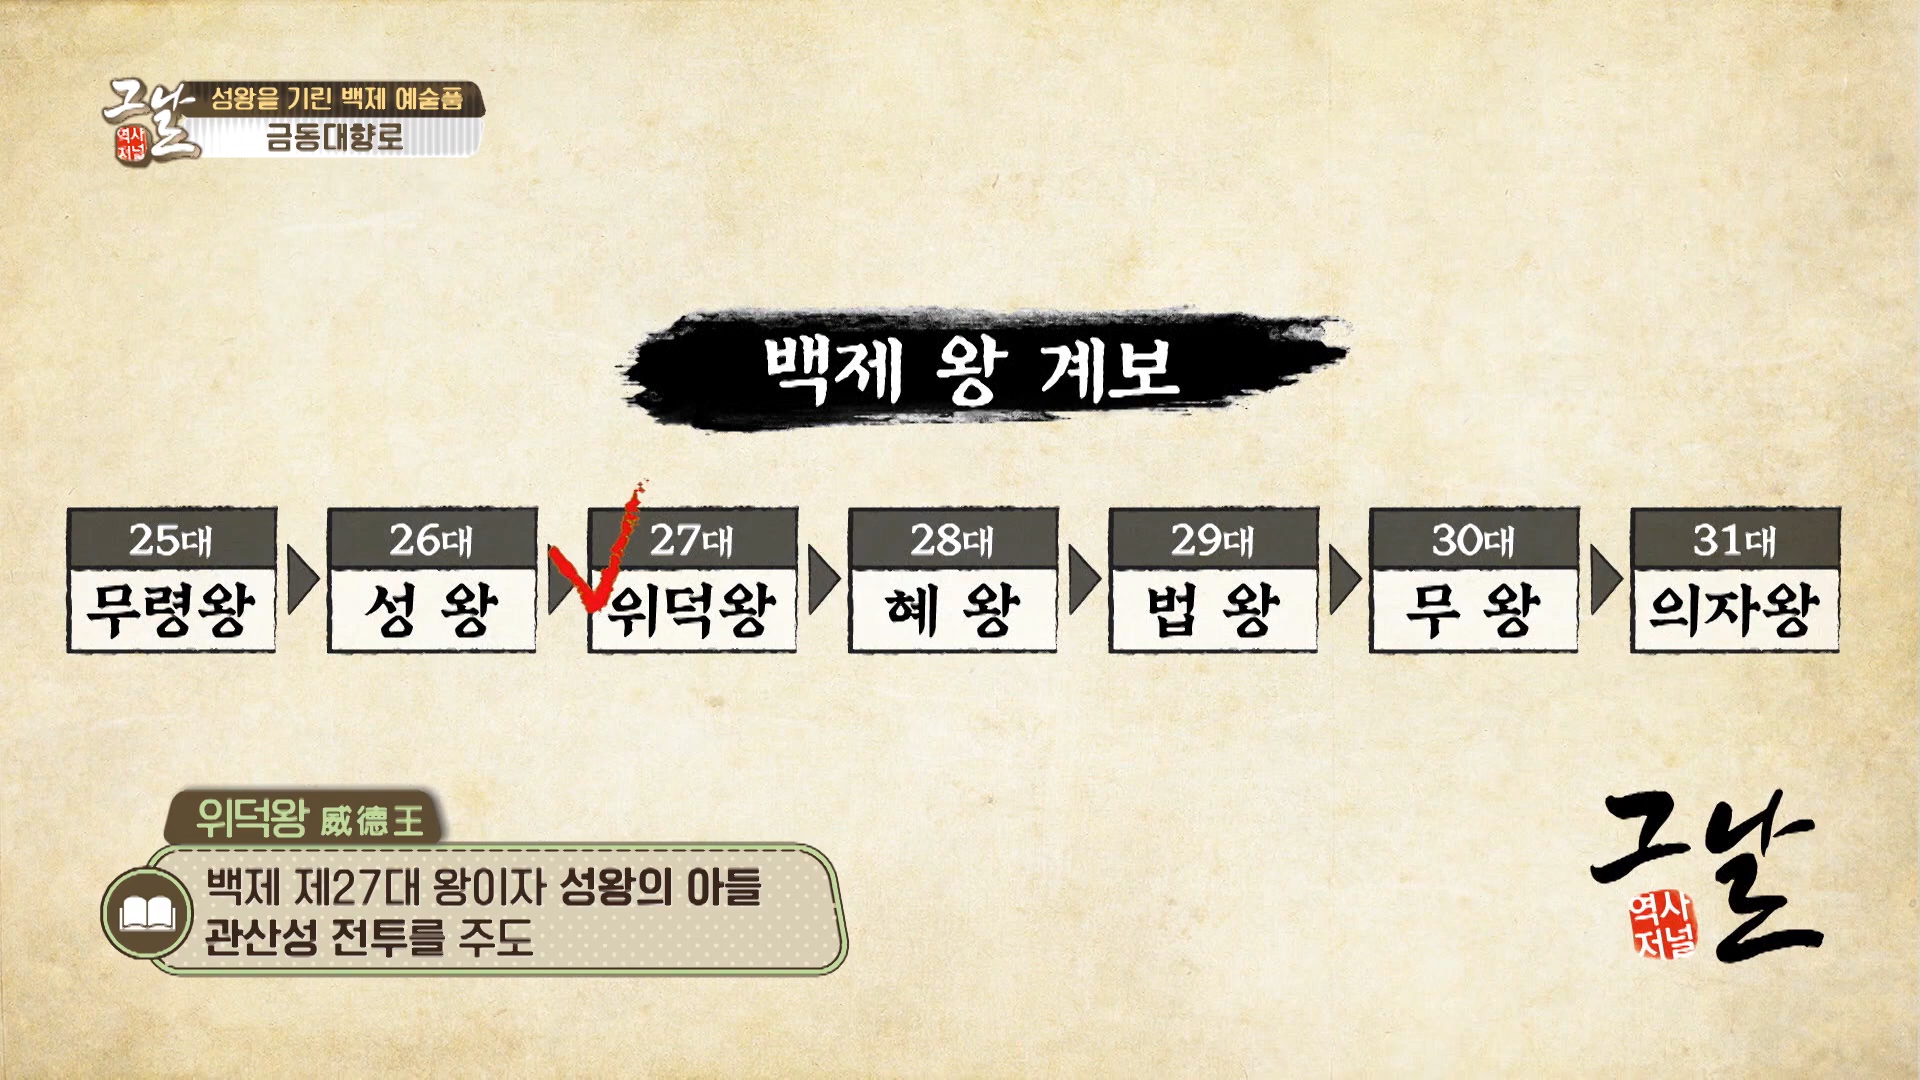 그날
역사
저널
성왕을 기린 백제 예술품
금동대향로
백제 왕 계보
25대
무령왕
26대
성 왕
27대
위덕왕
28대
혜 왕
29대
법 왕
30대
무 왕
31대
의자왕
위덕왕 威德王
백제 제27대 왕이자 성왕의 아들
관산성 전투를 주도
그날
역사
저널